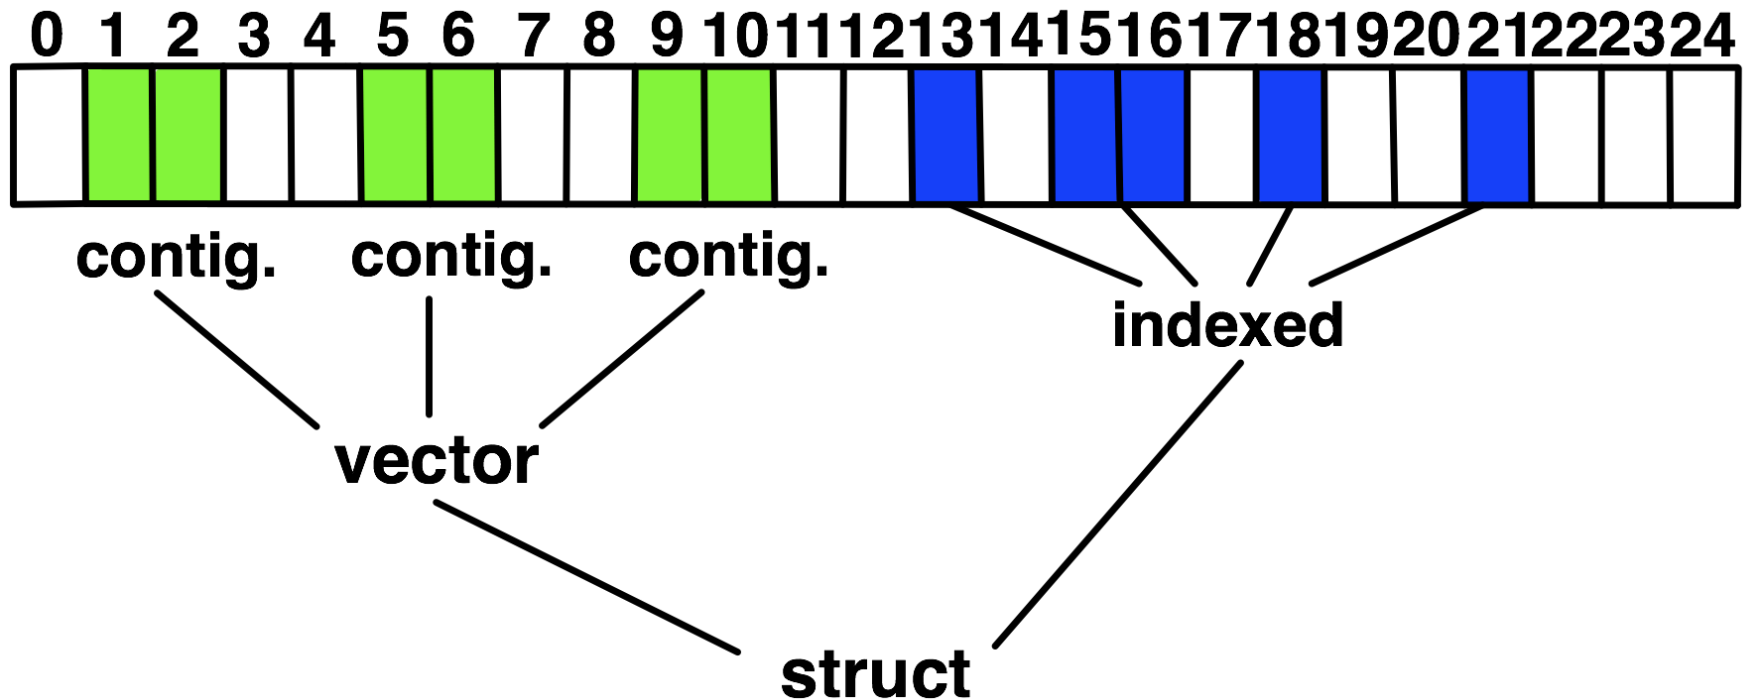 0 1 2 3 4 5 6 7 8 9 10 11 12 13 14 15 16 17 18 19 20 21 22 23 24
contig. contig. contig.
indexed
vector
struct